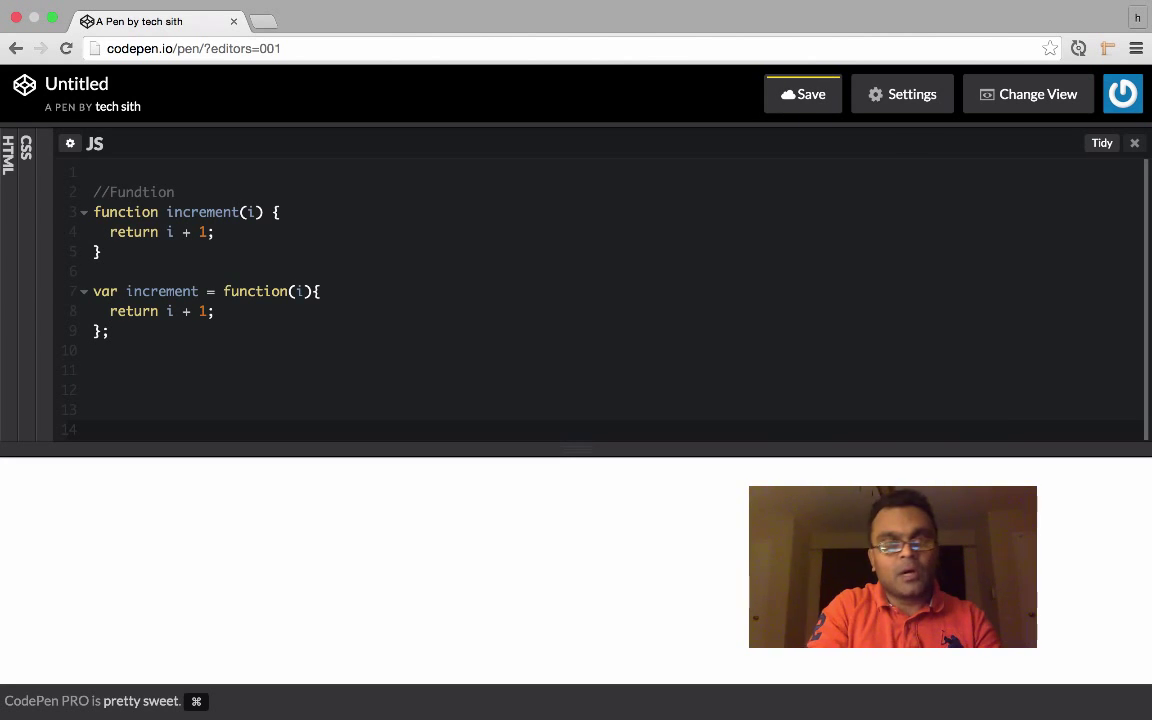 A Pen by tech sith
h
codepen.io/pen/?editors=001
Untitled
A PEN BY tech sith
Save
Settings
Change View
HTML
CSS
JS
Tidy
1
2 //Fundtion
3 function increment(i) {
4 return i + 1;
5 }
6
7 var increment = function(i){
8 return i + 1;
9 };
10
11
12
13
14
CodePen PRO is pretty sweet. ⌘